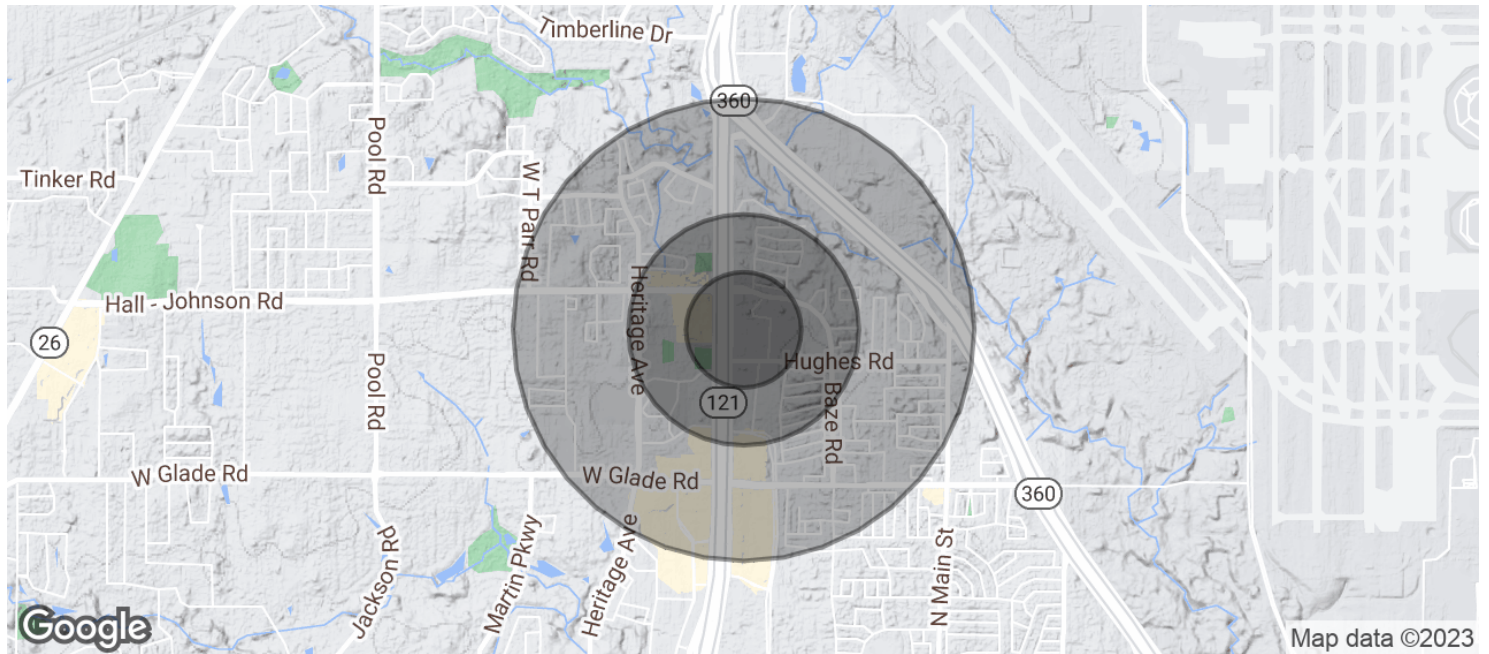 Timberline Dr
360
Pool Rd
Tinker Rd
W T Parr Rd
Hall - Johnson Rd
Heritage Ave
26
Hughes Rd
Pool Rd
121
Baze Rd
W Glade Rd
W Glade Rd
360
Jackson Rd
Martin Pkwy
Heritage Ave
N Main St
Google
Map data ©2023